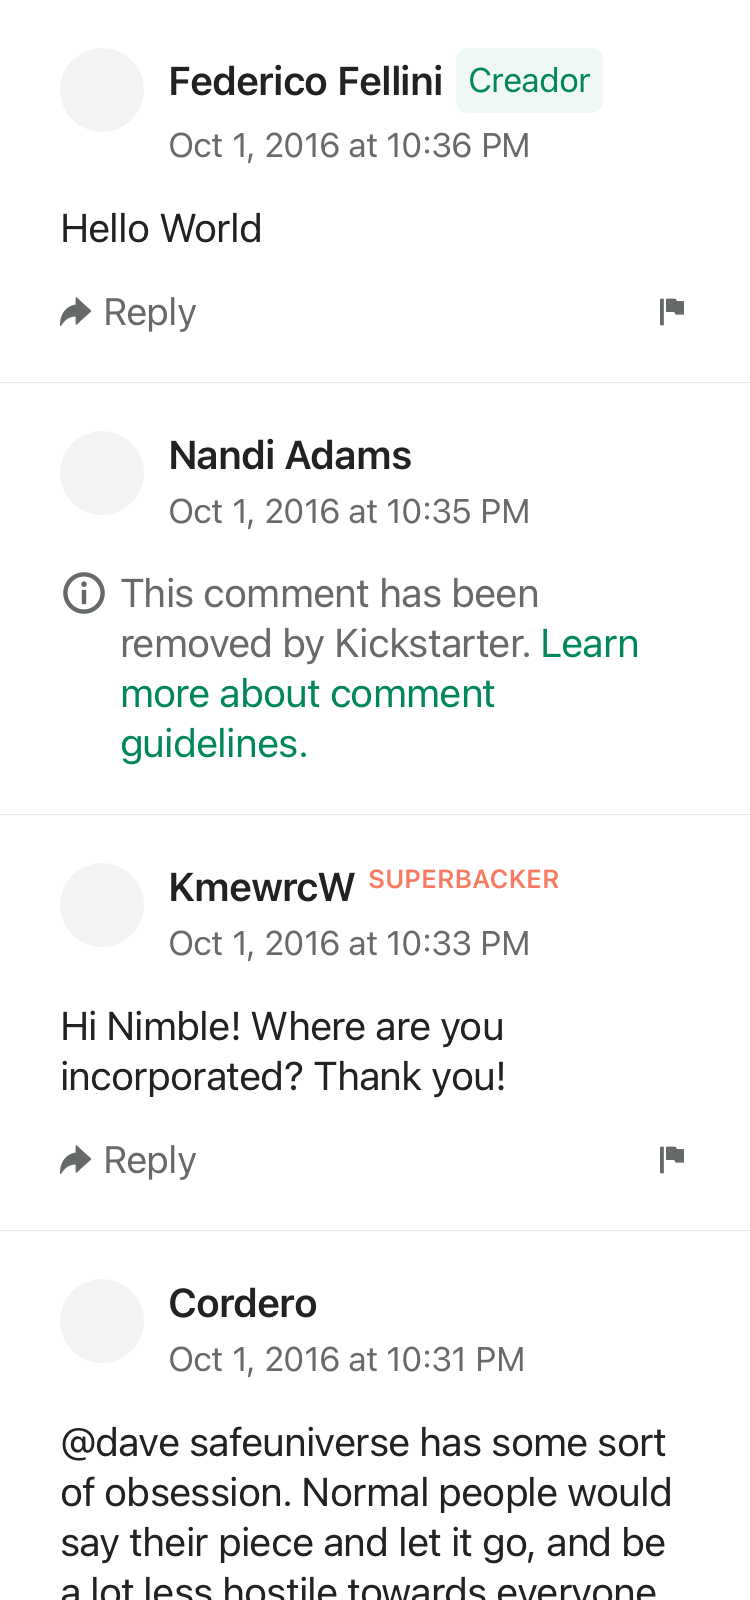 Federico Fellini Creador
Oct 1, 2016 at 10:36 PM
Hello World
Reply
Nandi Adams
Oct 1, 2016 at 10:35 PM
This comment has been
removed by Kickstarter. Learn
more about comment
guidelines.
KmewrcW SUPERBACKER
Oct 1, 2016 at 10:33 PM
Hi Nimble! Where are you
incorporated? Thank you!
Reply
Cordero
Oct 1, 2016 at 10:31 PM
@dave safeuniverse has some sort
of obsession. Normal people would
say their piece and let it go, and be
a lot less hostile towards everyone